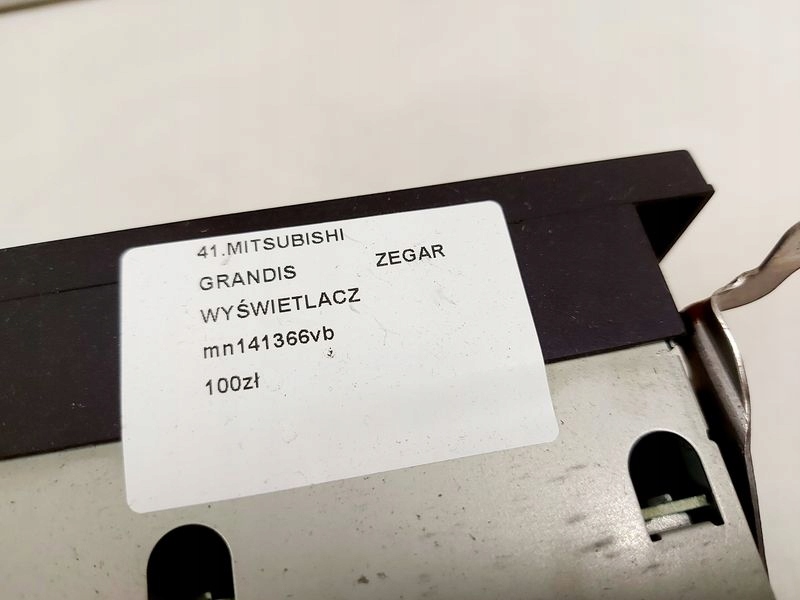 41.MITSUBISHI
GRANDIS ZEGAR
WYŚWIETLACZ
mn141366vb
100zł